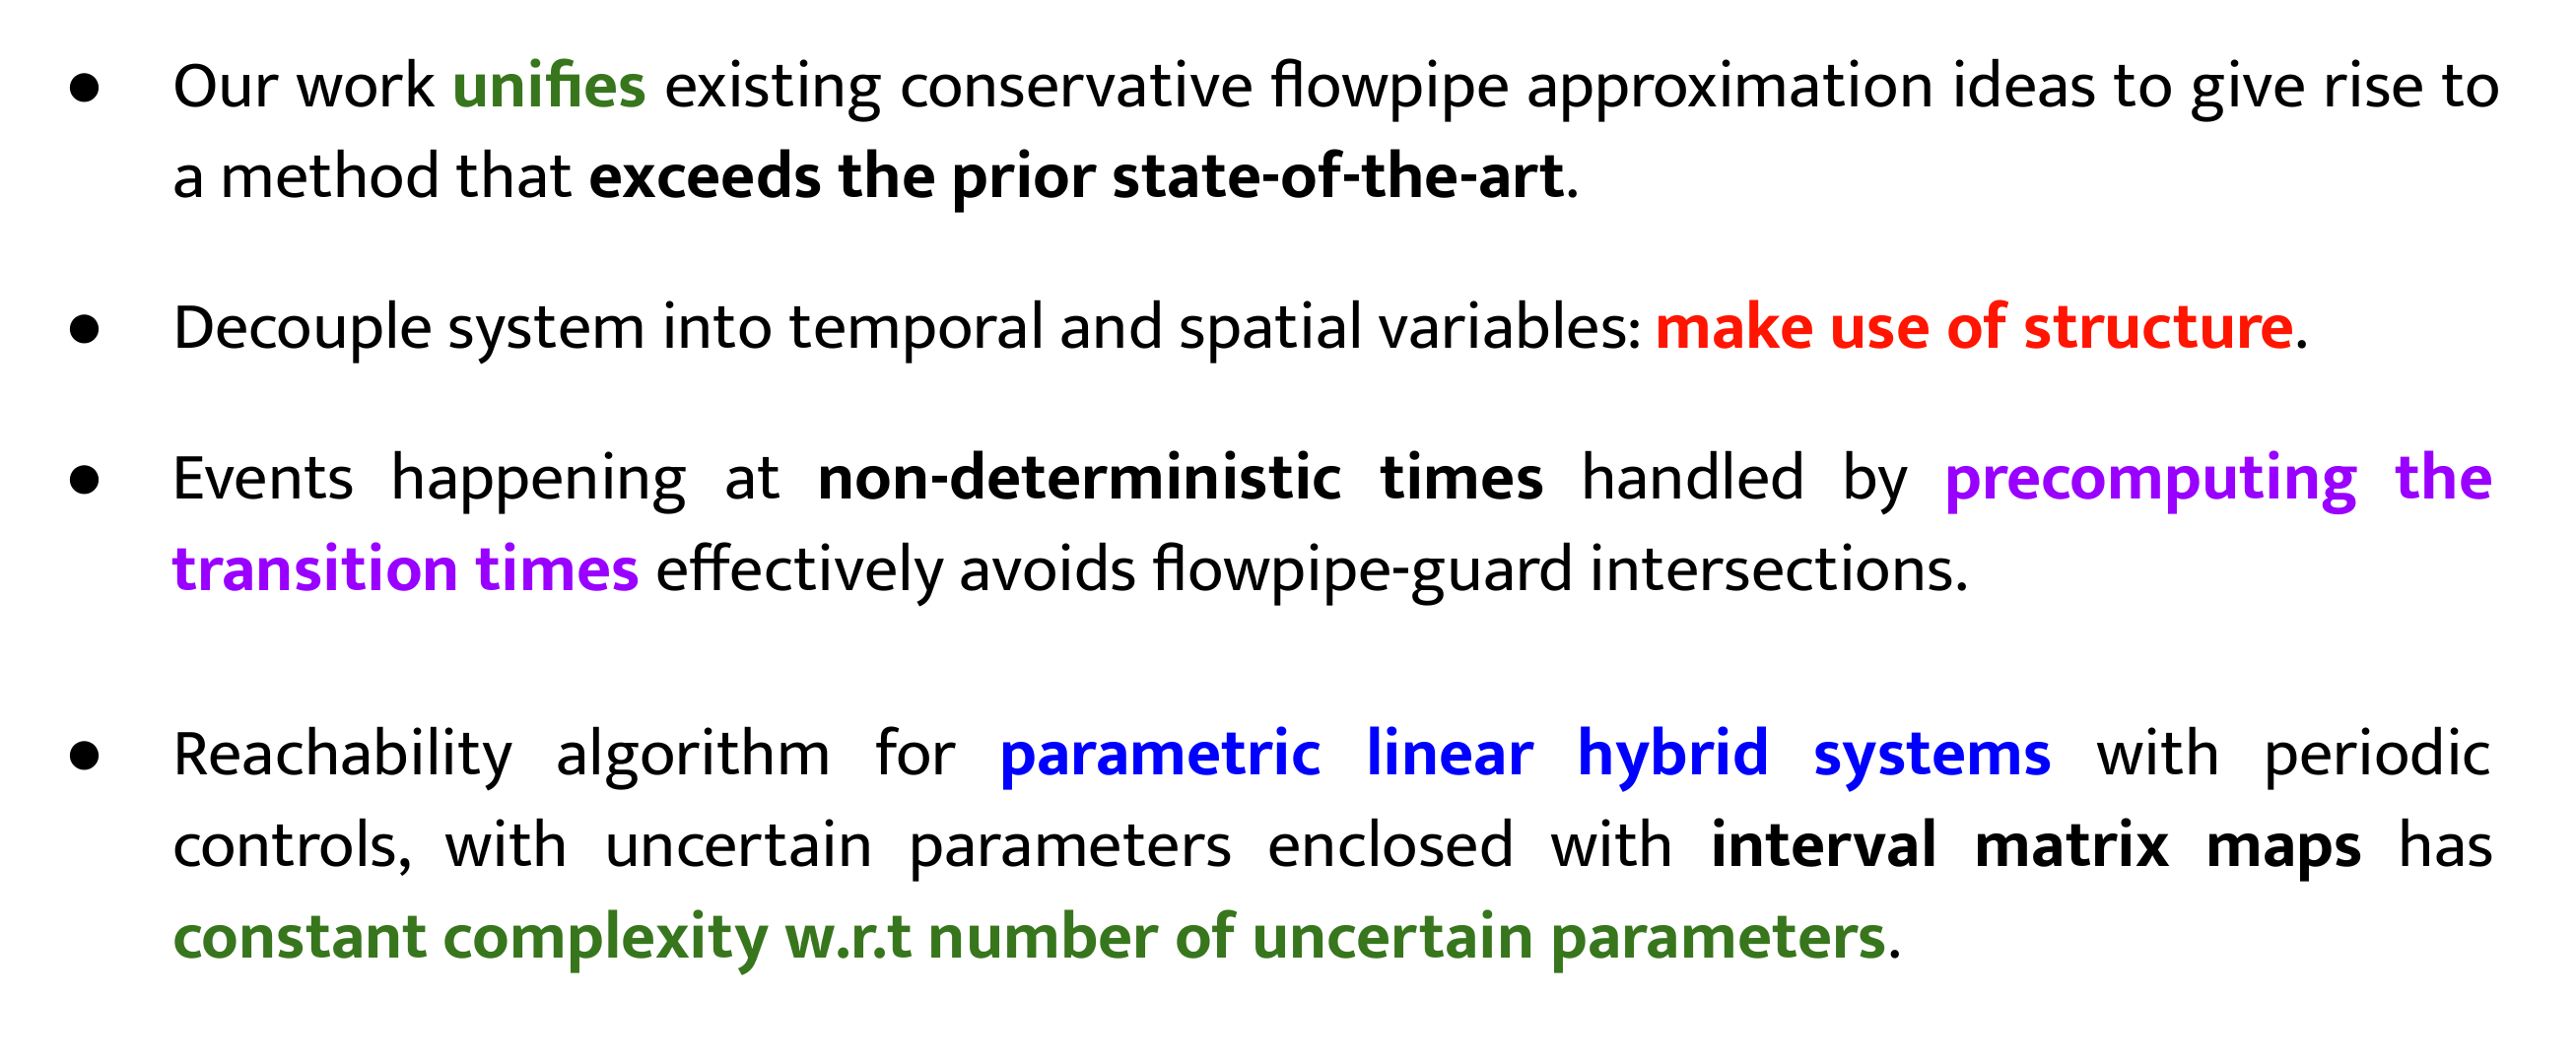 ● Our work unifies existing conservative flowpipe approximation ideas to give rise to
a method that exceeds the prior state-of-the-art.
● Decouple system into temporal and spatial variables: make use of structure.
● Events happening at non-deterministic times handled by precomputing the
transition times effectively avoids flowpipe-guard intersections.
● Reachability algorithm for parametric linear hybrid systems with periodic
controls, with uncertain parameters enclosed with interval matrix maps has
constant complexity w.r.t number of uncertain parameters.